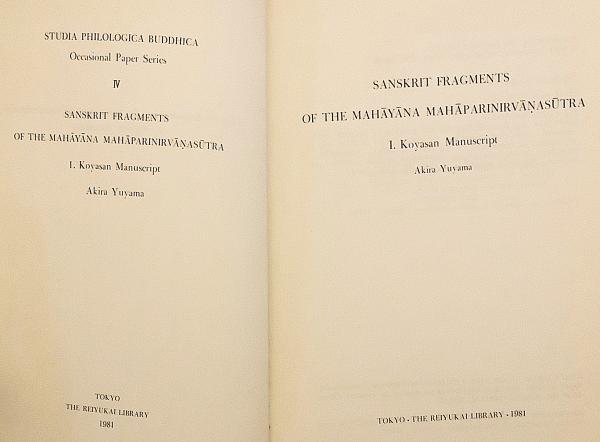 STUDIA PHILOLOGICA BUDDHICA
Occasional Paper Series
IV
SANSKRIT FRAGMENTS
OF THE MAHĀYĀNA MAHĀPARINIRVĀṆASŪTRA
I. Koyasan Manuscript
Akira Yuyama
TOKYO
THE REIYUKAI LIBRARY
1981
SANSKRIT FRAGMENTS
OF THE MAHĀYĀNA MAHĀPARINIRVĀṆASŪTRA
I. Koyasan Manuscript
Akira Yuyama
TOKYO · THE REIYUKAI LIBRARY · 1981